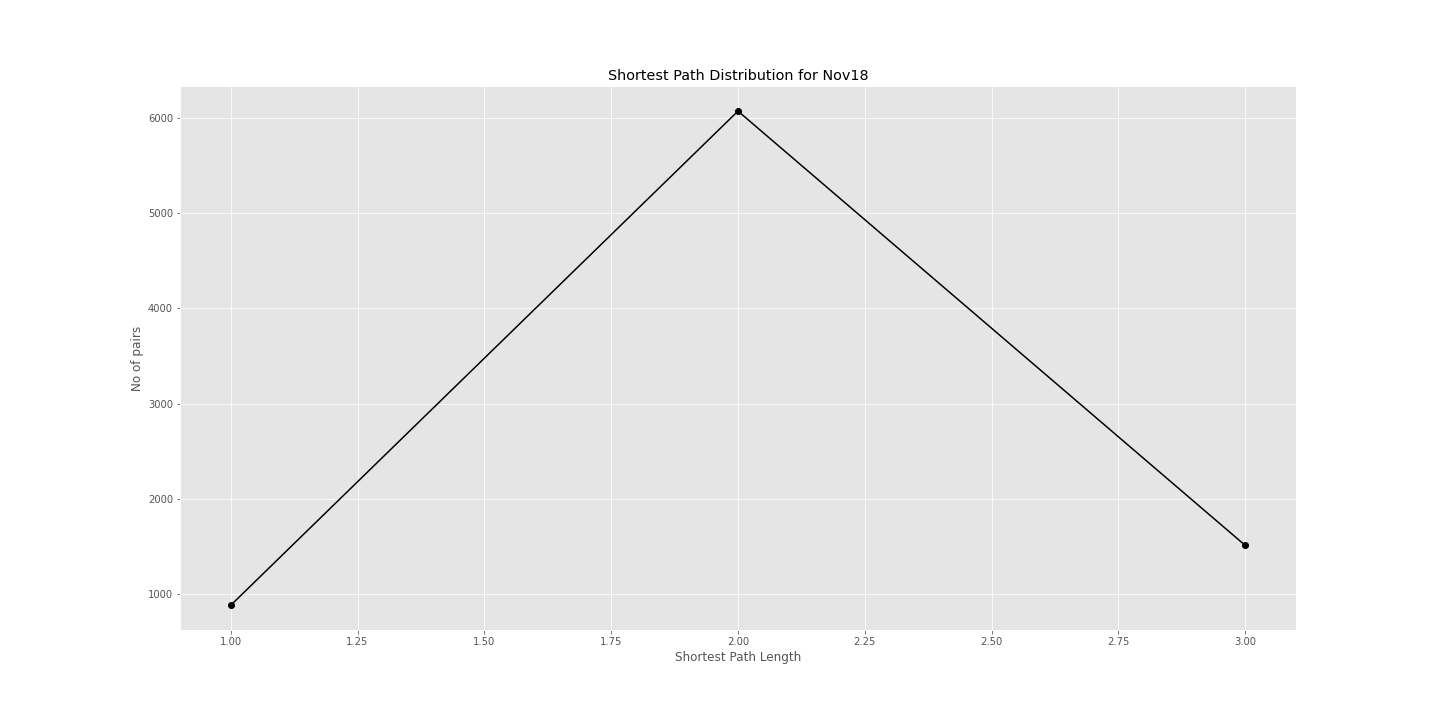 Shortest Path Distribution for Nov18
No of pairs
6000
5000
4000
3000
2000
1000
1.00 1.25 1.50 1.75 2.00 2.25 2.50 2.75 3.00
Shortest Path Length